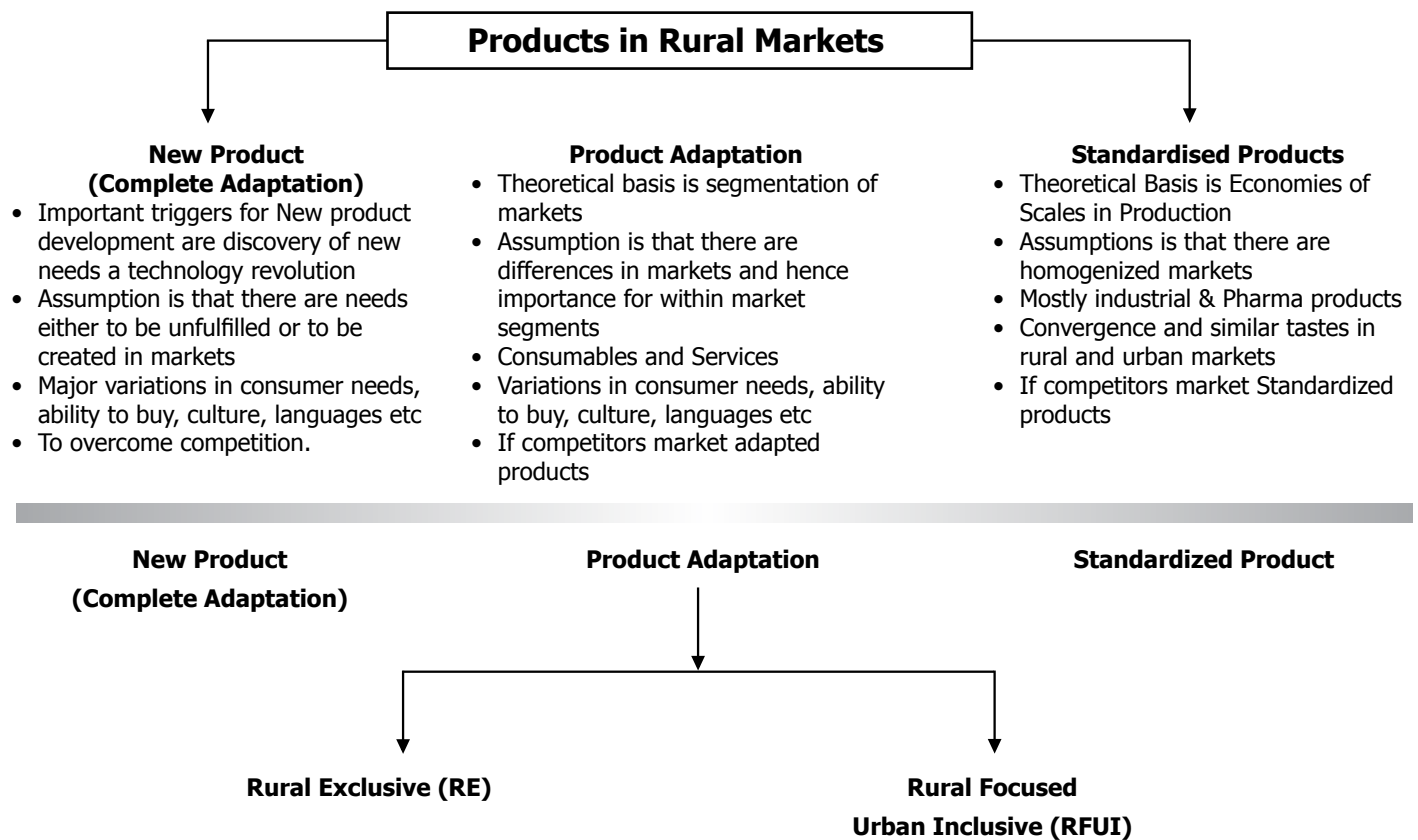 Products in Rural Markets
New Product
(Complete Adaptation)
• Important triggers for New product
development are discovery of new
needs a technology revolution
• Assumption is that there are needs
either to be unfulfilled or to be
created in markets
• Major variations in consumer needs,
ability to buy, culture, languages etc
• To overcome competition.
Product Adaptation
• Theoretical basis is segmentation of
markets
• Assumption is that there are
differences in markets and hence
importance for within market
segments
• Consumables and Services
• Variations in consumer needs, ability
to buy, culture, languages etc
• If competitors market adapted
products
Standardised Products
• Theoretical Basis is Economies of
Scales in Production
• Assumptions is that there are
homogenized markets
• Mostly industrial & Pharma products
• Convergence and similar tastes in
rural and urban markets
• If competitors market Standardized
products
New Product
(Complete Adaptation)
Product Adaptation
Standardized Product
Rural Exclusive (RE)
Rural Focused
Urban Inclusive (RFUI)